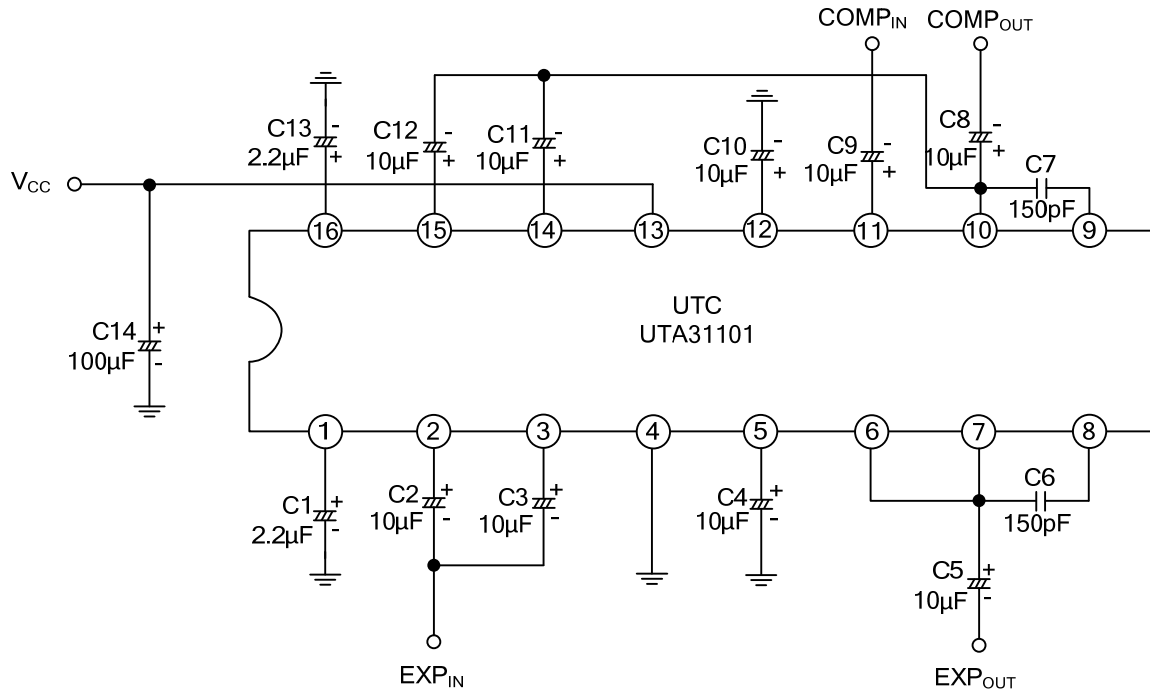 COMPIN COMPOUT
C13 - 2.2µF +
C12 - 10µF +
C11 - 10µF +
C10 - 10µF +
C9 - 10µF +
C8 - 10µF +
C7 150pF
VCC
16 15 14 13 12 11 10 9
UTC
UTA31101
C14 + 100µF -
1 2 3 4 5 6 7 8
C1 + 2.2µF -
C2 + 10µF -
C3 + 10µF -
C4 + 10µF -
C6 150pF
C5 + 10µF -
EXPIN EXPOUT